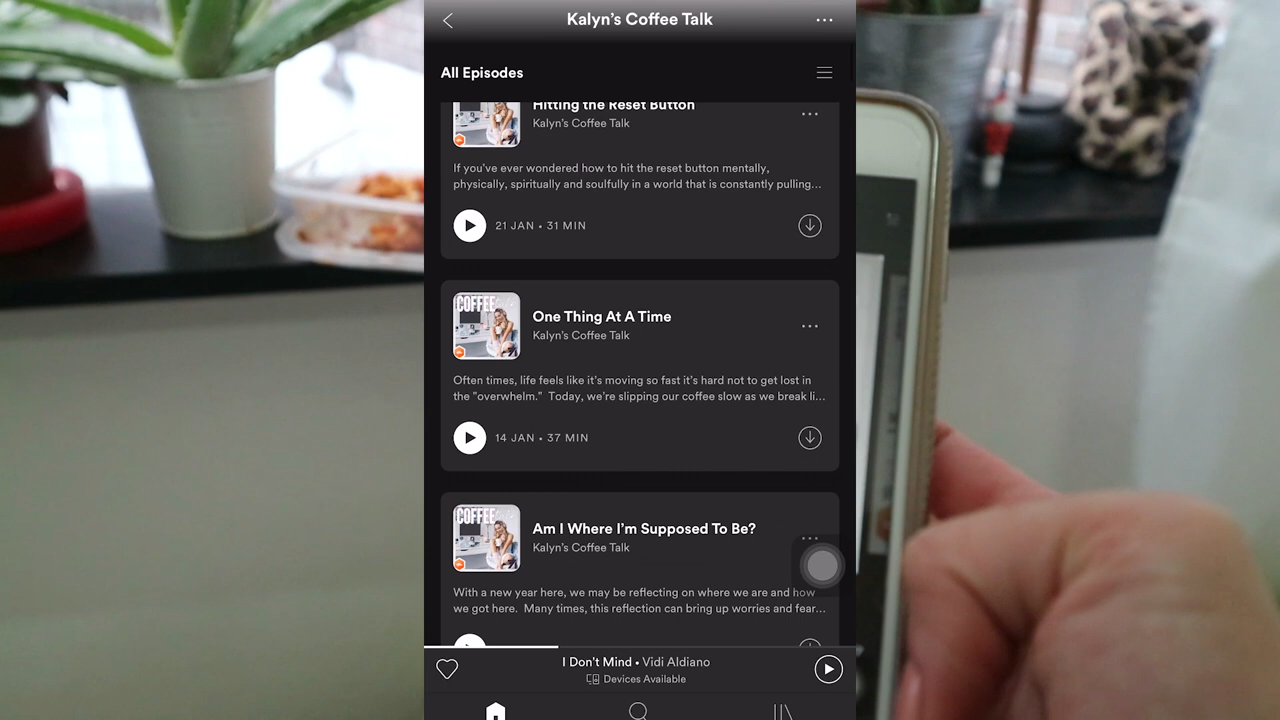 Kalyn's Coffee Talk
All Episodes
Hitting the Reset Button
Kalyn's Coffee Talk
If you've ever wondered how to hit the reset button mentally,
physically, spiritually and soulfully in a world that is constantly pulling...
21 JAN • 31 MIN
COFFEE
One Thing At A Time
Kalyn's Coffee Talk
Often times, life feels like it's moving so fast it's hard not to get lost in
the "overwhelm."  Today, we're slipping our coffee slow as we break li...
14 JAN • 37 MIN
COFFEE
Am I Where I'm Supposed To Be?
Kalyn's Coffee Talk
With a new year here, we may be reflecting on where we are and how
we got here.  Many times, this reflection can bring up worries and fear...
I Don't Mind • Vidi Aldiano
Devices Available